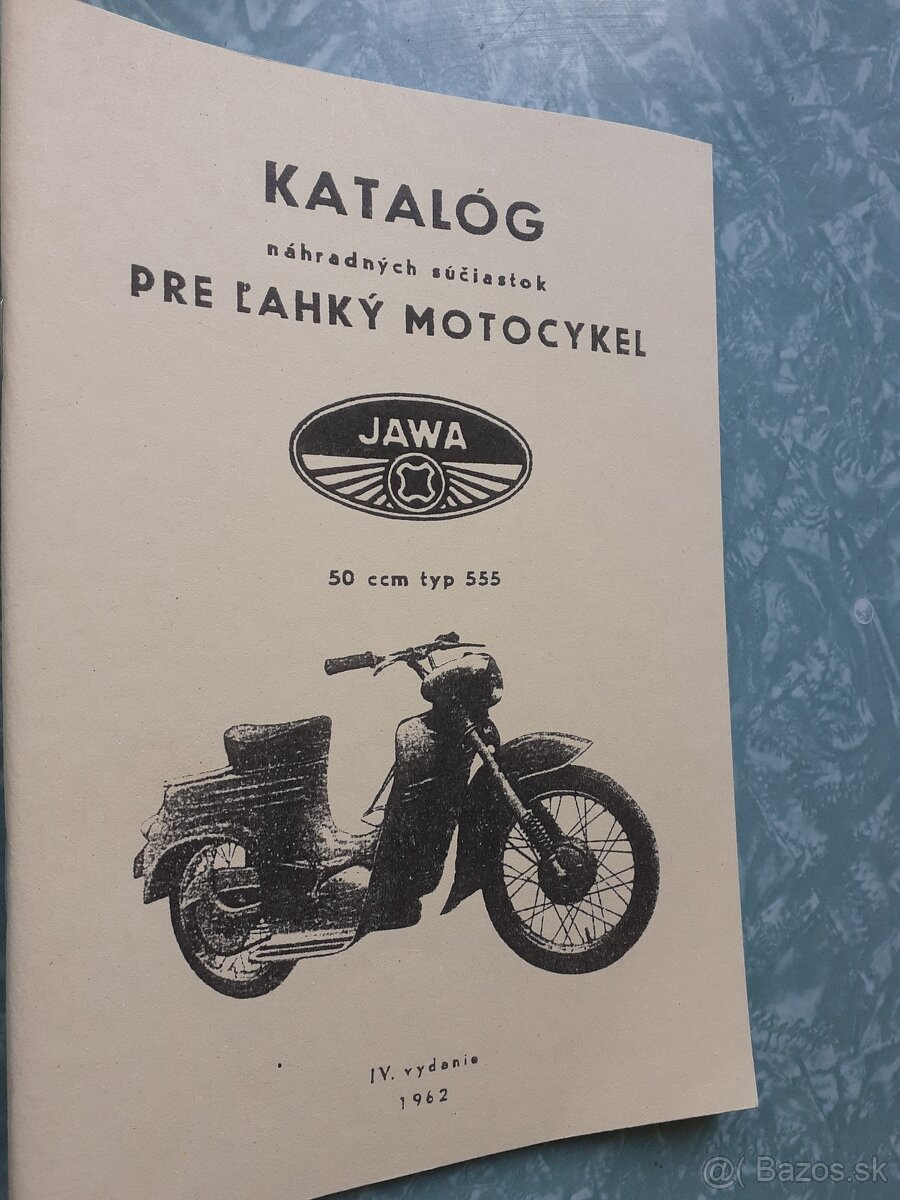 KATALÓG
náhradných súčiastok
PRE ĽAHKÝ MOTOCYKEL
JAWA
50 ccm typ 555
IV. vydanie
1962
@( Bazos.sk